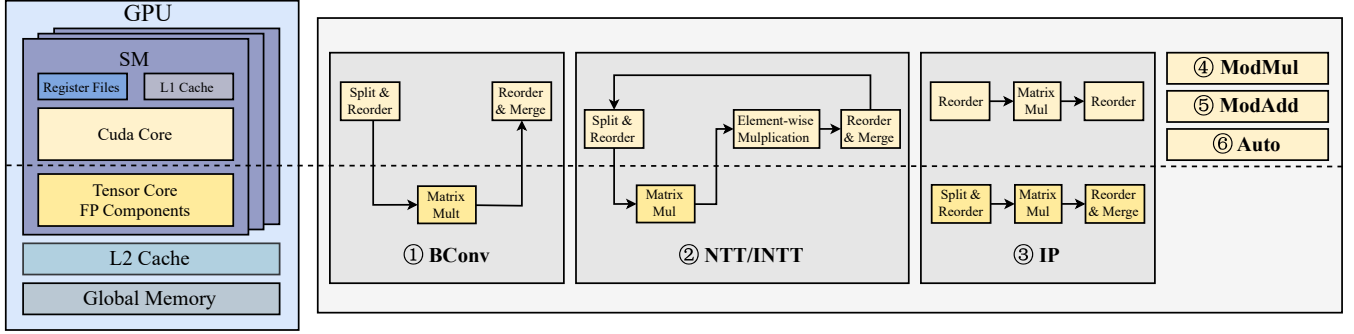 GPU
SM
Register Files
L1 Cache
Cuda Core
Tensor Core
FP Components
L2 Cache
Global Memory
Split &
Reorder
Reorder
& Merge
Matrix
Mult
① BConv
Split &
Reorder
Element-wise
Mulplication
Reorder
& Merge
Matrix
Mul
② NTT/INTT
Reorder
Matrix
Mul
Reorder
Split &
Reorder
Matrix
Mul
Reorder
& Merge
③ IP
④ ModMul
⑤ ModAdd
⑥ Auto